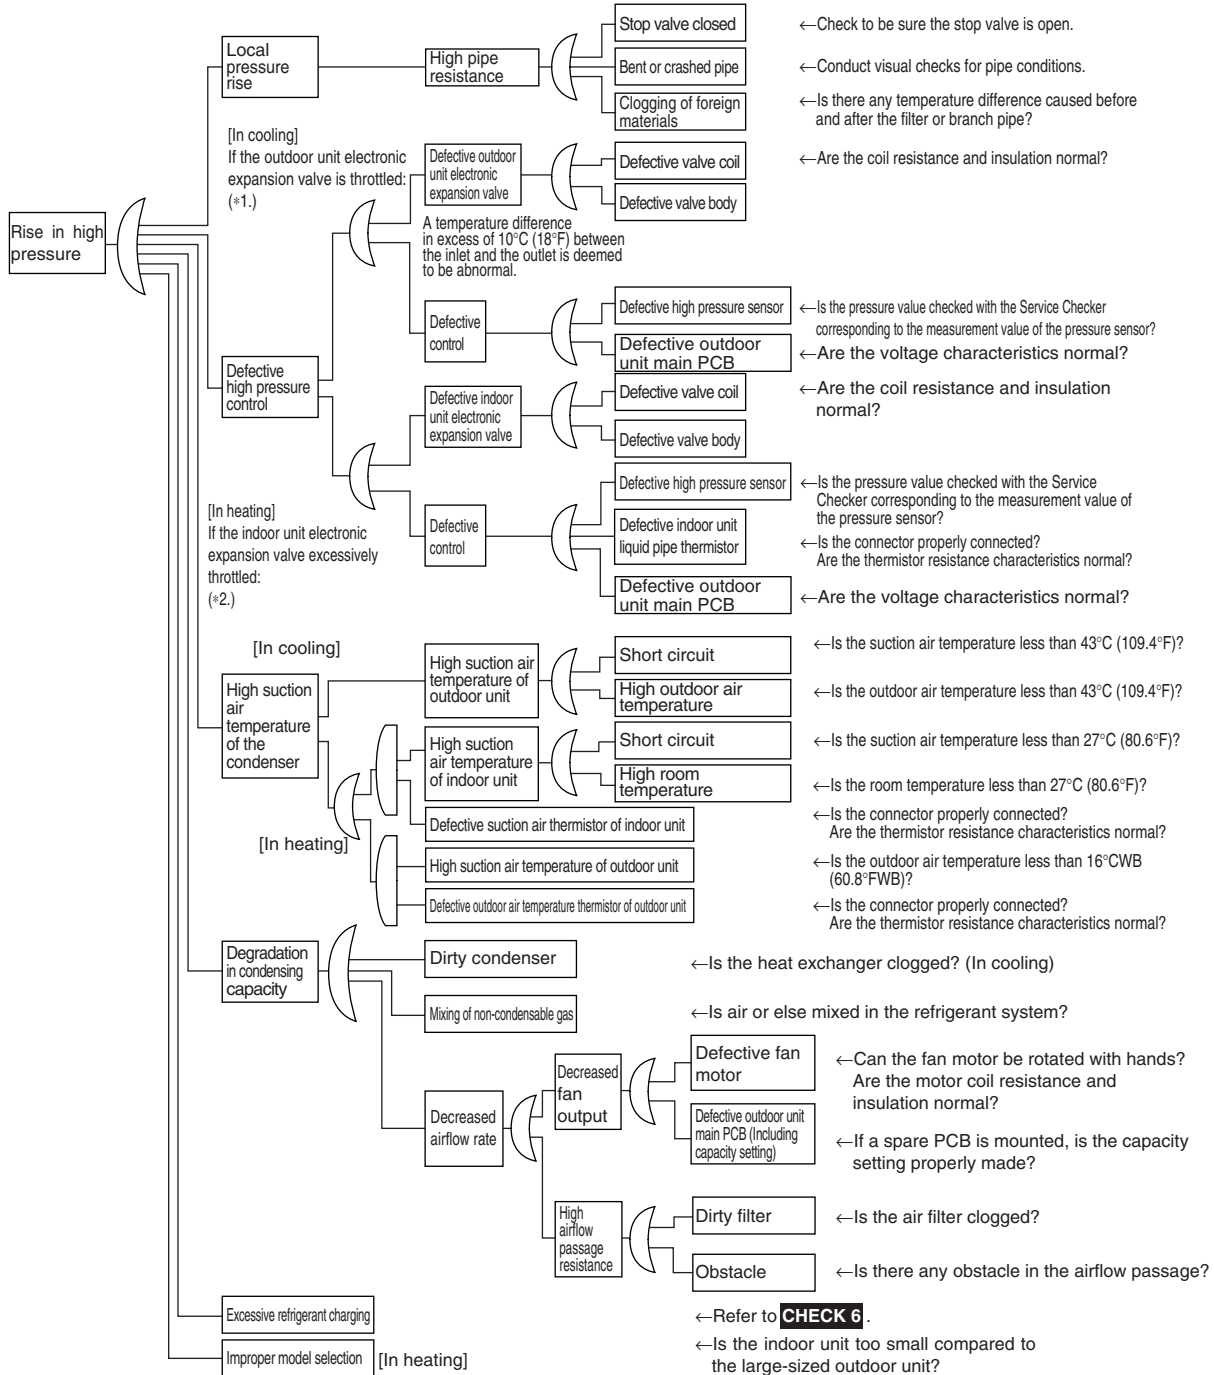 Rise in high
pressure
Local
pressure
rise
High pipe
resistance
Stop valve closed
←Check to be sure the stop valve is open.
Bent or crashed pipe
←Conduct visual checks for pipe conditions.
Clogging of foreign
materials
←Is there any temperature difference caused before
and after the filter or branch pipe?
[In cooling]
If the outdoor unit electronic
expansion valve is throttled:
(*1.)
Defective outdoor
unit electronic
expansion valve
Defective valve coil
←Are the coil resistance and insulation normal?
Defective valve body
A temperature difference
in excess of 10°C (18°F) between
the inlet and the outlet is deemed
to be abnormal.
Defective
control
Defective high pressure sensor
←Is the pressure value checked with the Service Checker
corresponding to the measurement value of the pressure sensor?
Defective outdoor
unit main PCB
←Are the voltage characteristics normal?
Defective
high pressure
control
Defective indoor
unit electronic
expansion valve
Defective valve coil
←Are the coil resistance and insulation
normal?
Defective valve body
[In heating]
If the indoor unit electronic
expansion valve excessively
throttled:
(*2.)
Defective
control
Defective high pressure sensor
←Is the pressure value checked with the Service
Checker corresponding to the measurement value of
the pressure sensor?
Defective indoor unit
liquid pipe thermistor
←Is the connector properly connected?
Are the thermistor resistance characteristics normal?
Defective outdoor
unit main PCB
←Are the voltage characteristics normal?
[In cooling]
High suction
air
temperature
of the
condenser
High suction air
temperature of
outdoor unit
Short circuit
←Is the suction air temperature less than 43°C (109.4°F)?
High outdoor air
temperature
←Is the outdoor air temperature less than 43°C (109.4°F)?
High suction
air temperature
of indoor unit
Short circuit
←Is the suction air temperature less than 27°C (80.6°F)?
High room
temperature
←Is the room temperature less than 27°C (80.6°F)?
Defective suction air thermistor of indoor unit
←Is the connector properly connected?
Are the thermistor resistance characteristics normal?
[In heating]
High suction air temperature of outdoor unit
←Is the outdoor air temperature less than 16°CWB
(60.8°FWB)?
Defective outdoor air temperature thermistor of outdoor unit
←Is the connector properly connected?
Are the thermistor resistance characteristics normal?
Degradation
in condensing
capacity
Dirty condenser
←Is the heat exchanger clogged? (In cooling)
Mixing of non-condensable gas
←Is air or else mixed in the refrigerant system?
Decreased
airflow rate
Decreased
fan
output
Defective fan
motor
←Can the fan motor be rotated with hands?
Are the motor coil resistance and
insulation normal?
Defective outdoor unit
main PCB (Including
capacity setting)
←If a spare PCB is mounted, is the capacity
setting properly made?
High
airflow
passage
resistance
Dirty filter
←Is the air filter clogged?
Obstacle
←Is there any obstacle in the airflow passage?
Excessive refrigerant charging
←Refer to CHECK 6 .
Improper model selection
[In heating]
←Is the indoor unit too small compared to
the large-sized outdoor unit?